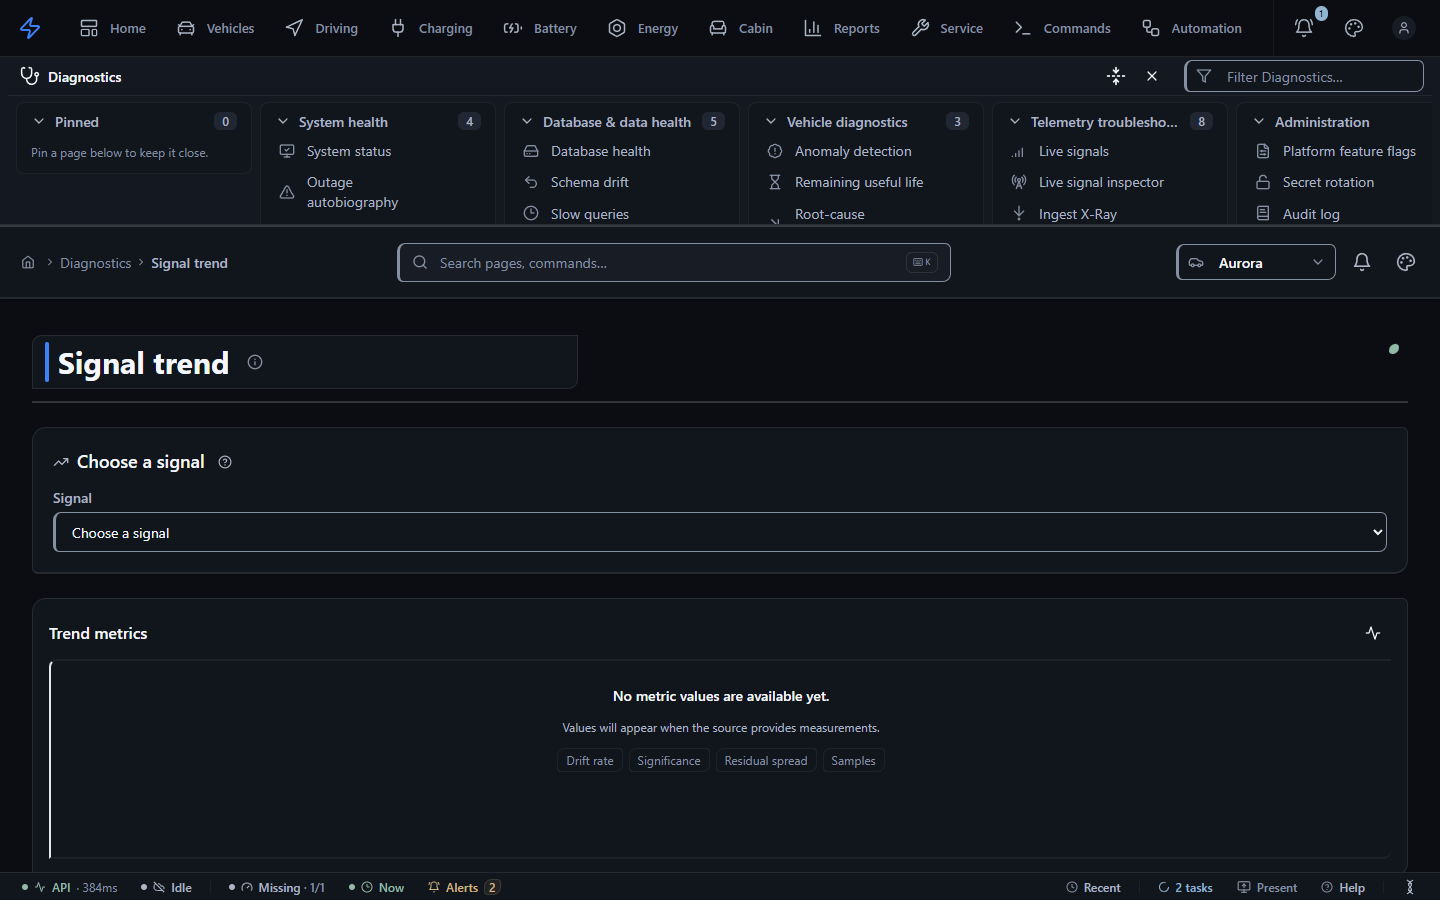 Home
Vehicles
Driving
Charging
Battery
Energy
Cabin
Reports
Service
Commands
Automation
1
Diagnostics
Filter Diagnostics...
Pinned 0
Pin a page below to keep it close.
System health 4
System status
Outage
autobiography
Database & data health 5
Database health
Schema drift
Slow queries
Vehicle diagnostics 3
Anomaly detection
Remaining useful life
Root-cause
Telemetry troublesho... 8
Live signals
Live signal inspector
Ingest X-Ray
Administration
Platform feature flags
Secret rotation
Audit log
Diagnostics
Signal trend
Search pages, commands...
K
Aurora
Signal trend
Choose a signal
Signal
Choose a signal
Trend metrics
No metric values are available yet.
Values will appear when the source provides measurements.
Drift rate
Significance
Residual spread
Samples
API · 384ms
Idle
Missing · 1/1
Now
Alerts 2
Recent
2 tasks
Present
Help